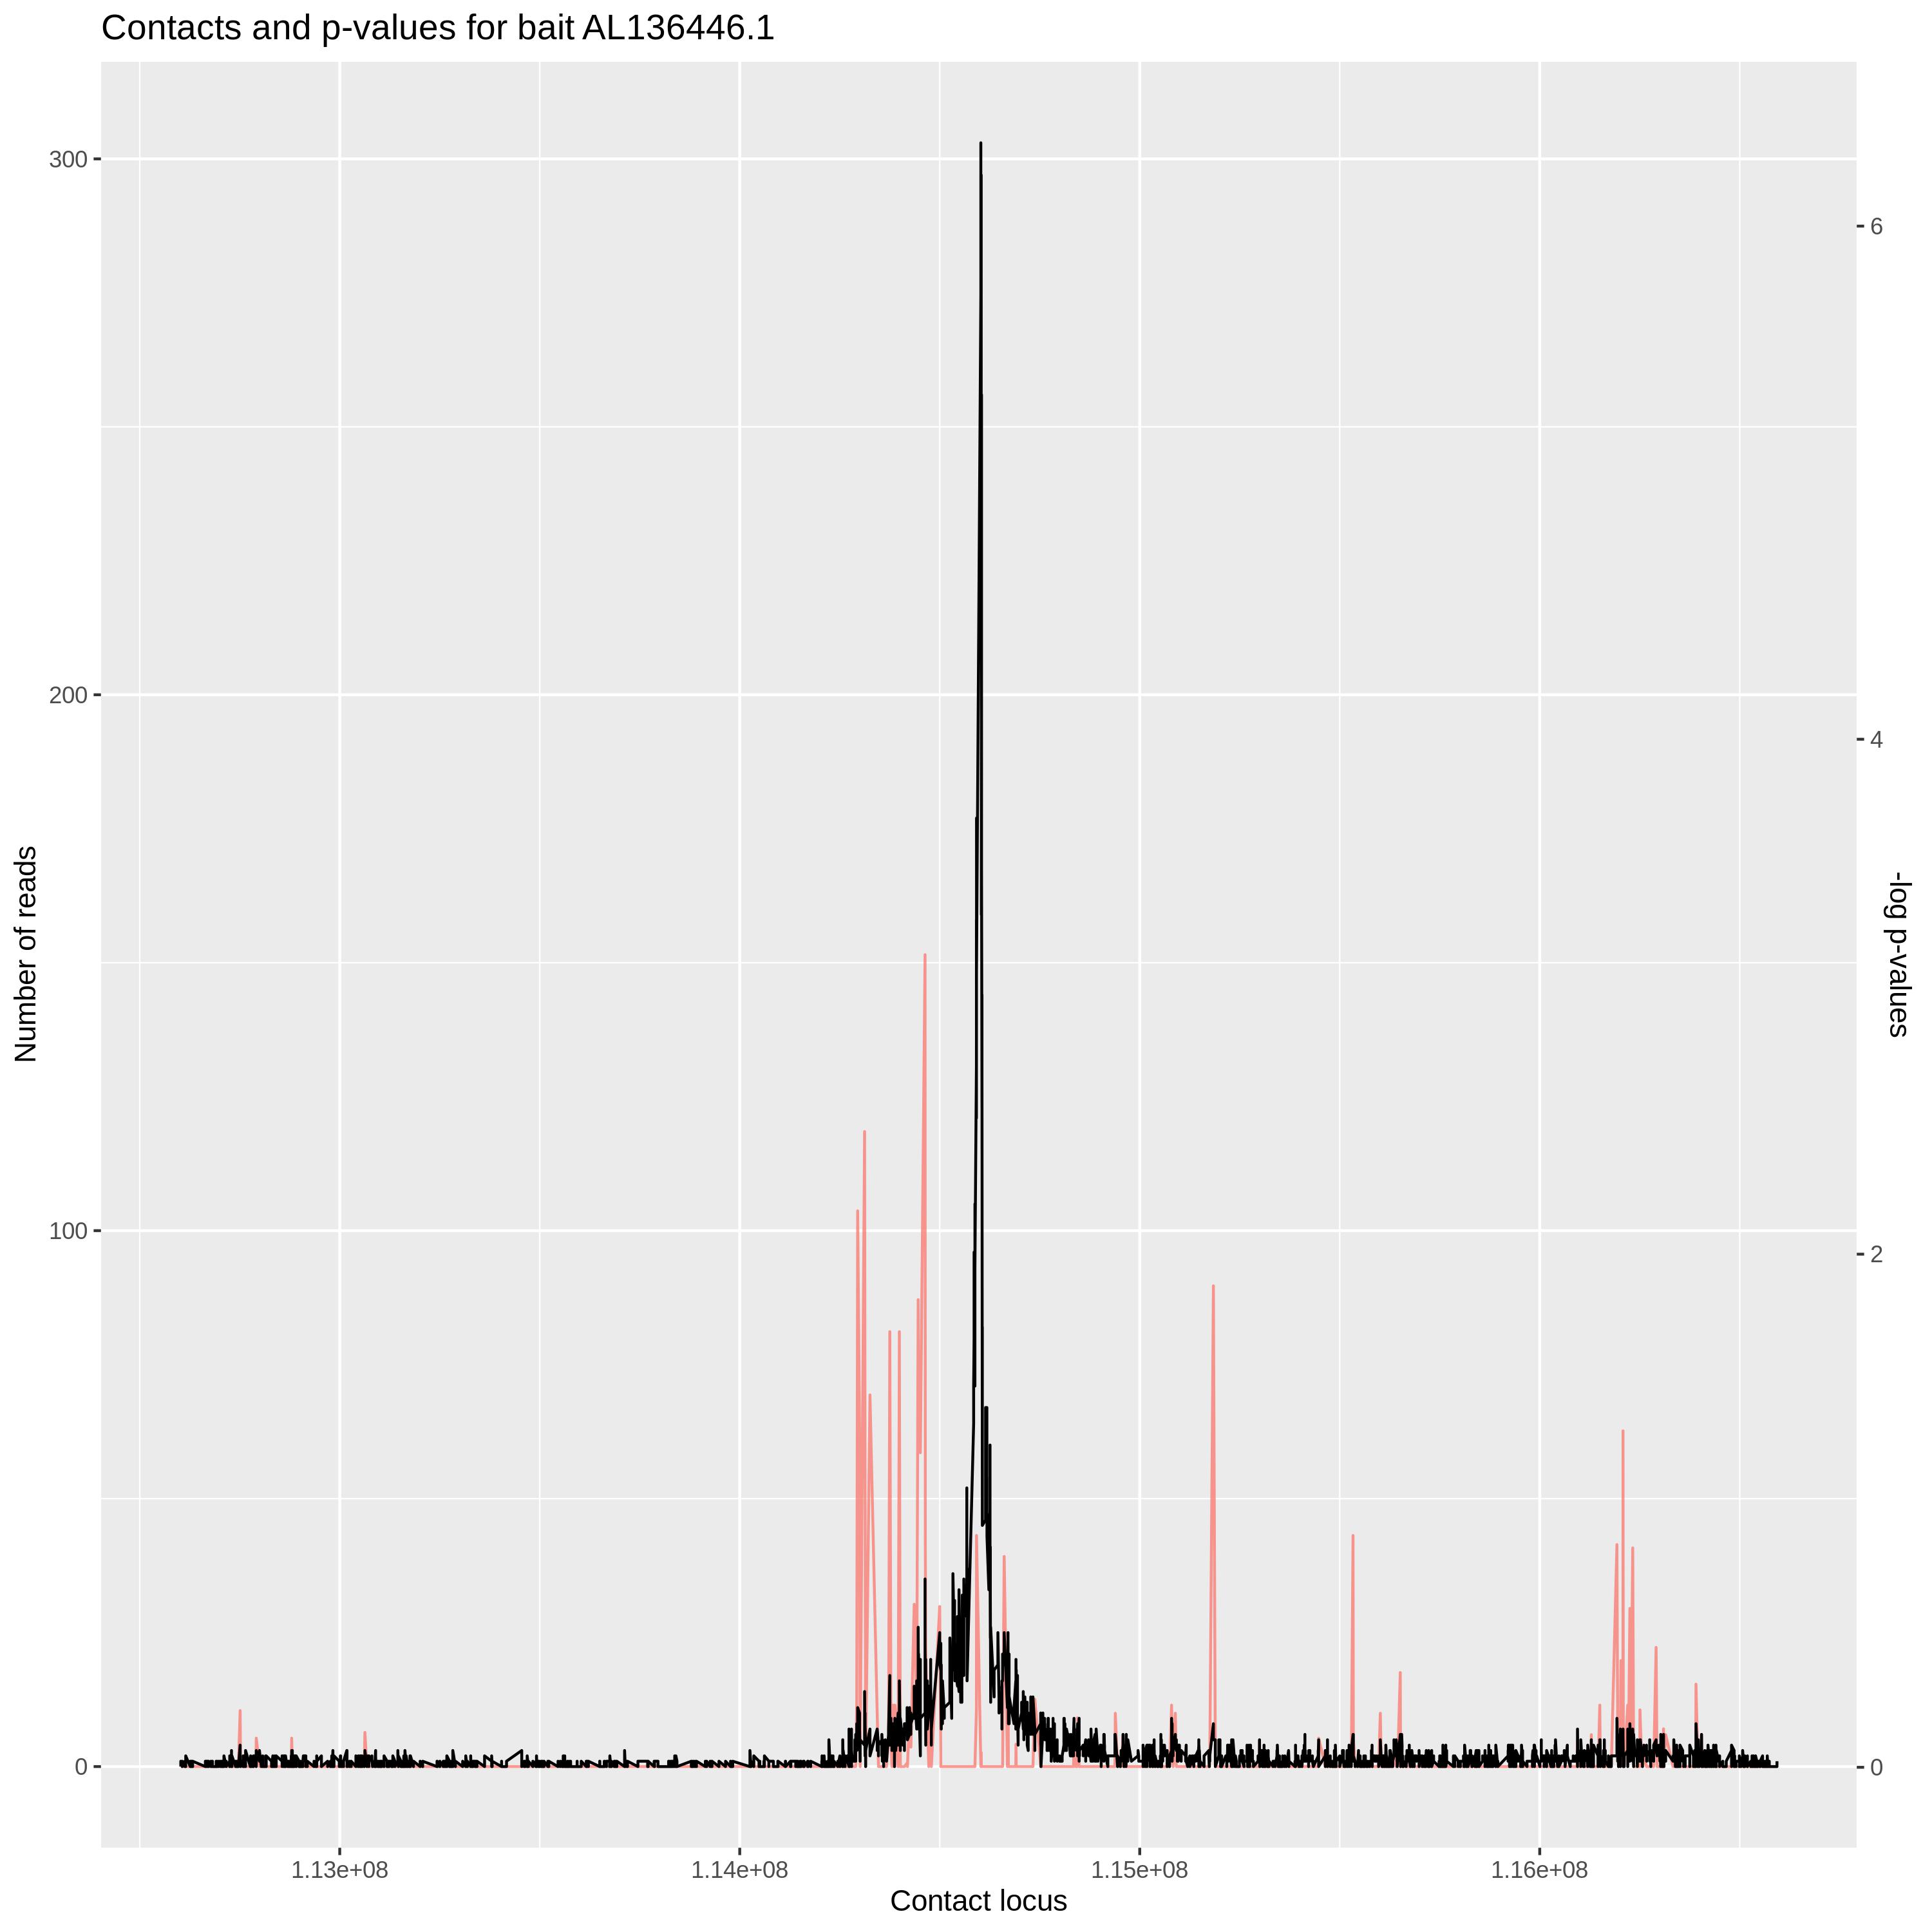 Contacts and p-values for bait AL136446.1
300
200
100
0
6
4
2
0
Number of reads
-log p-values
1.13e+08
1.14e+08
1.15e+08
1.16e+08
Contact locus